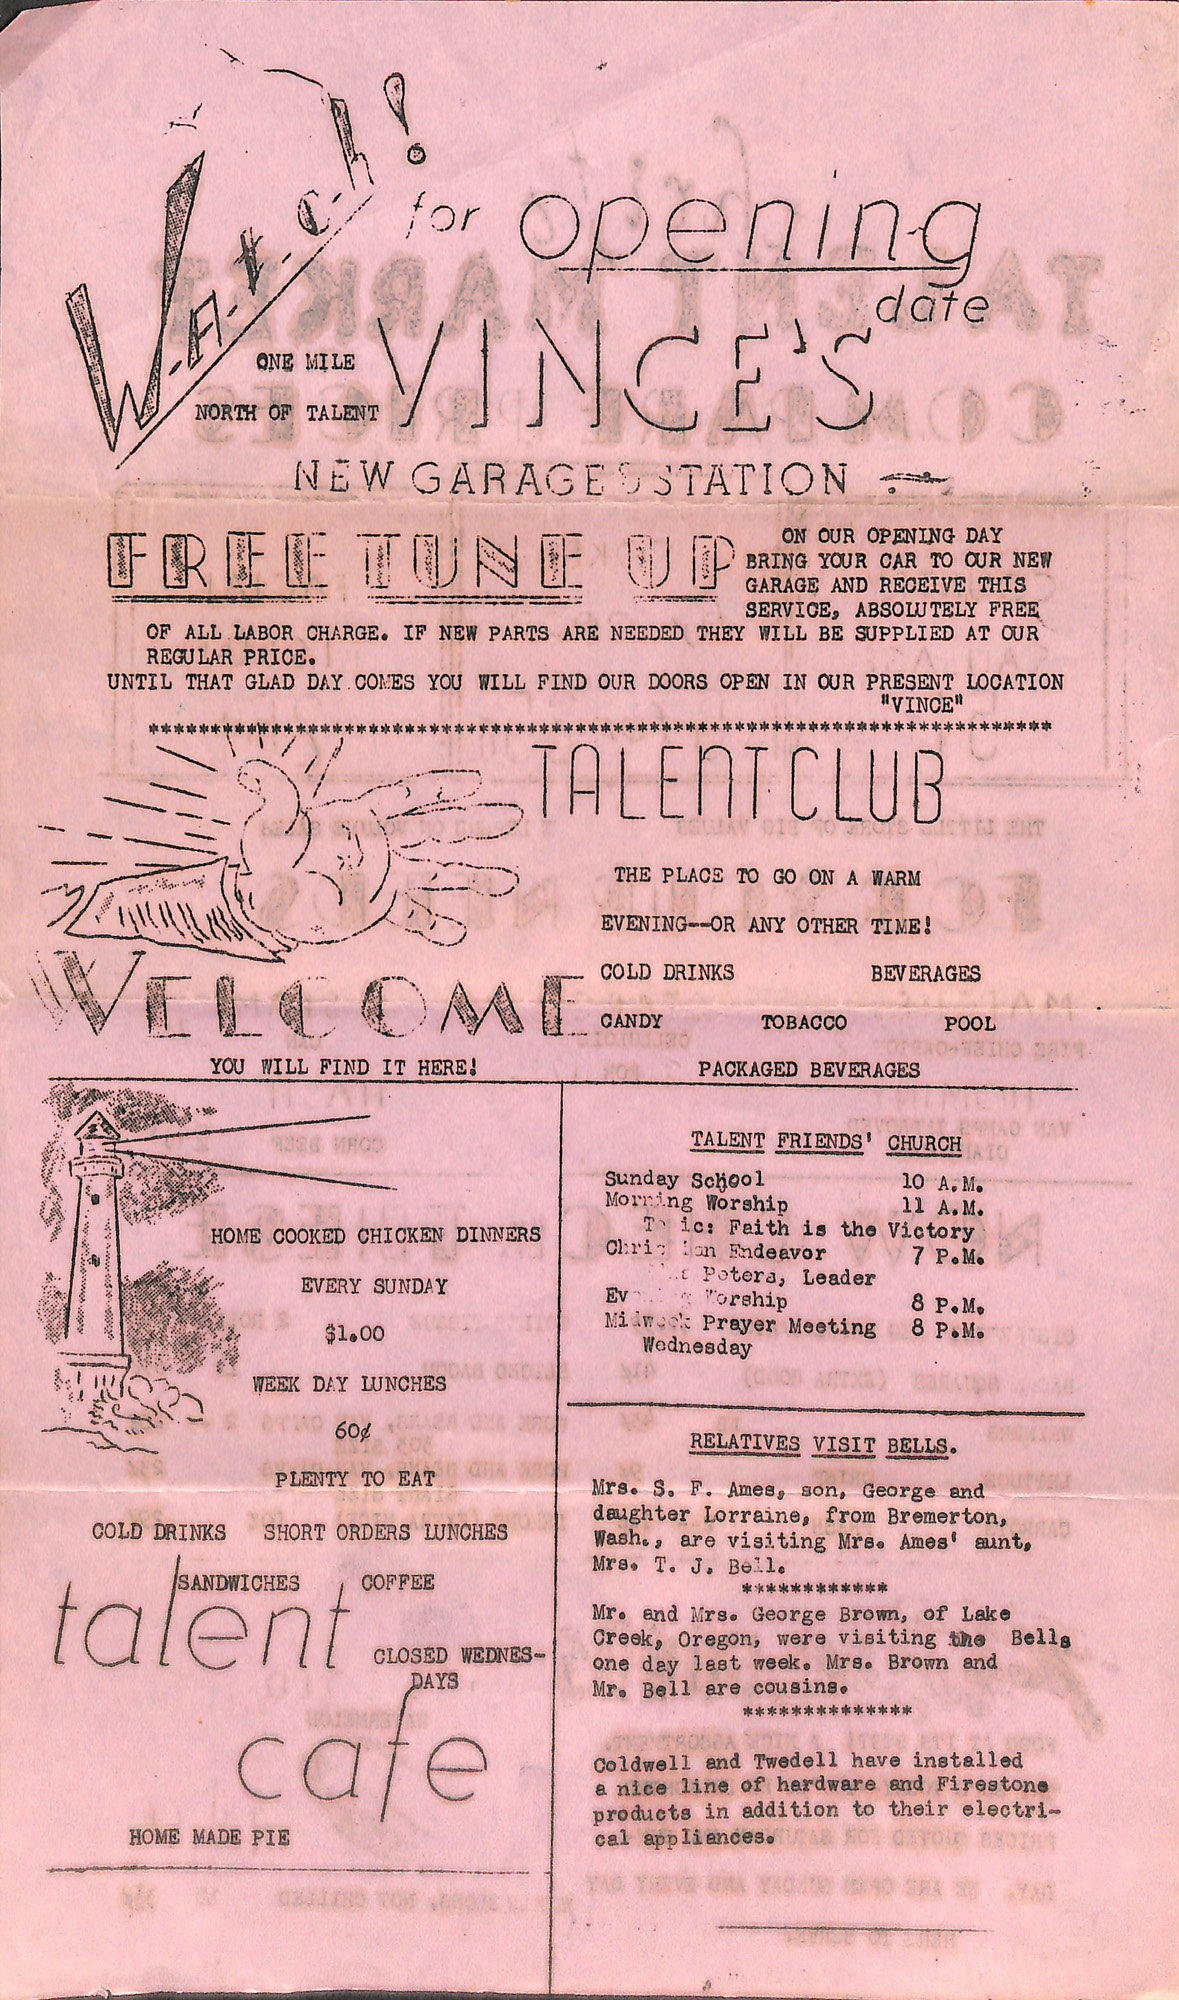 W-A-t-c-h!
for opening
date
ONE MILE
NORTH OF TALENT
VINCE'S
NEW GARAGE & STATION
FREE TUNE UP
ON OUR OPENING DAY
BRING YOUR CAR TO OUR NEW
GARAGE AND RECEIVE THIS
SERVICE, ABSOLUTELY FREE
OF ALL LABOR CHARGE. IF NEW PARTS ARE NEEDED THEY WILL BE SUPPLIED AT OUR
REGULAR PRICE.
UNTIL THAT GLAD DAY COMES YOU WILL FIND OUR DOORS OPEN IN OUR PRESENT LOCATION
"VINCE"
TALENT CLUB
THE PLACE TO GO ON A WARM
EVENING--OR ANY OTHER TIME!
WELCOME
COLD DRINKS BEVERAGES
CANDY TOBACCO POOL
YOU WILL FIND IT HERE!
PACKAGED BEVERAGES
HOME COOKED CHICKEN DINNERS
EVERY SUNDAY
$1.00
WEEK DAY LUNCHES
60¢
PLENTY TO EAT
COLD DRINKS SHORT ORDERS LUNCHES
SANDWICHES COFFEE
talent
CLOSED WEDNES-
DAYS
cafe
HOME MADE PIE
TALENT FRIENDS' CHURCH
Sunday School 10 A.M.
Morning Worship 11 A.M.
Topic: Faith is the Victory
Christian Endeavor 7 P.M.
Peters, Leader
Evening Worship 8 P.M.
Midweek Prayer Meeting 8 P.M.
Wednesday
RELATIVES VISIT BELLS.
Mrs. S. F. Ames, son, George and
daughter Lorraine, from Bremerton,
Wash., are visiting Mrs. Ames' aunt,
Mrs. T. J. Bell.
************
Mr. and Mrs. George Brown, of Lake
Creek, Oregon, were visiting the Bells
one day last week. Mrs. Brown and
Mr. Bell are cousins.
**************
Coldwell and Twedell have installed
a nice line of hardware and Firestone
products in addition to their electri-
cal appliances.